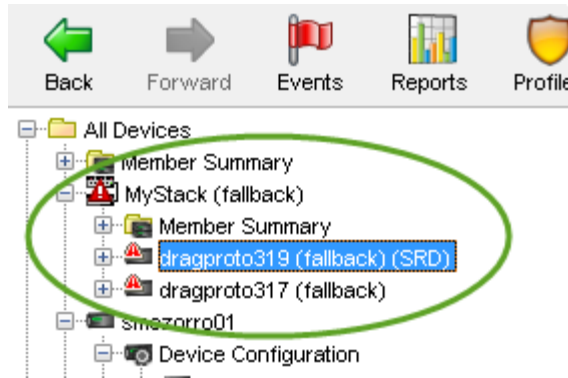 Back Forward Events Reports Profile
All Devices
Member Summary
MyStack (fallback)
Member Summary
dragproto319 (fallback) (SRD)
dragproto317 (fallback)
smezorro01
Device Configuration